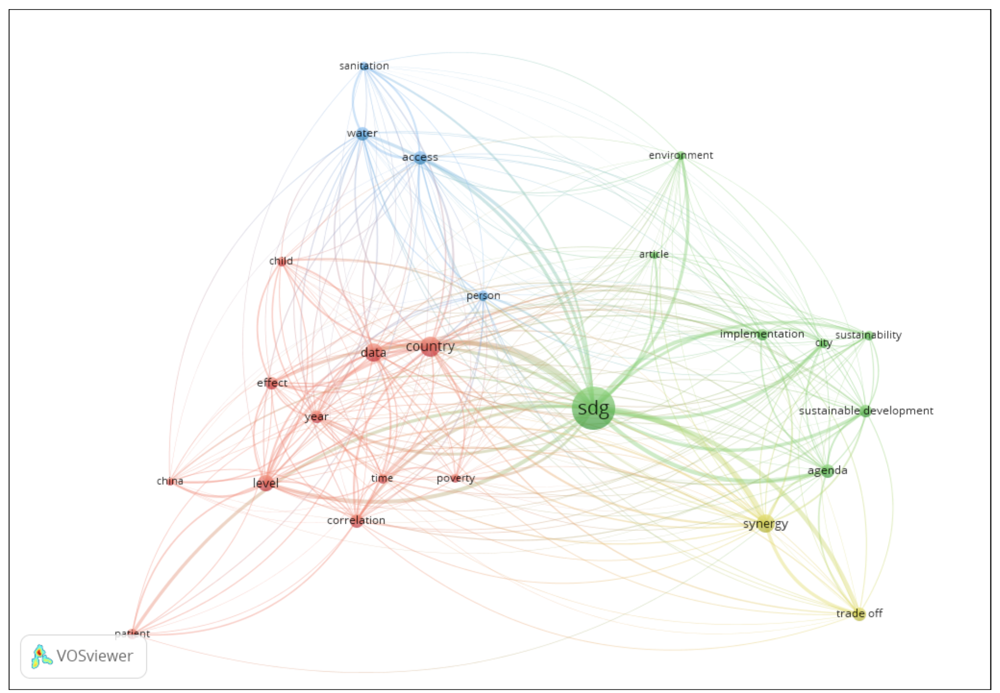 sanitation
water
access
environment
article
child
person
implementation
sustainability
city
country
data
effect
sdg
sustainable development
year
agenda
china
level
time
poverty
correlation
synergy
trade off
patient
VOSviewer